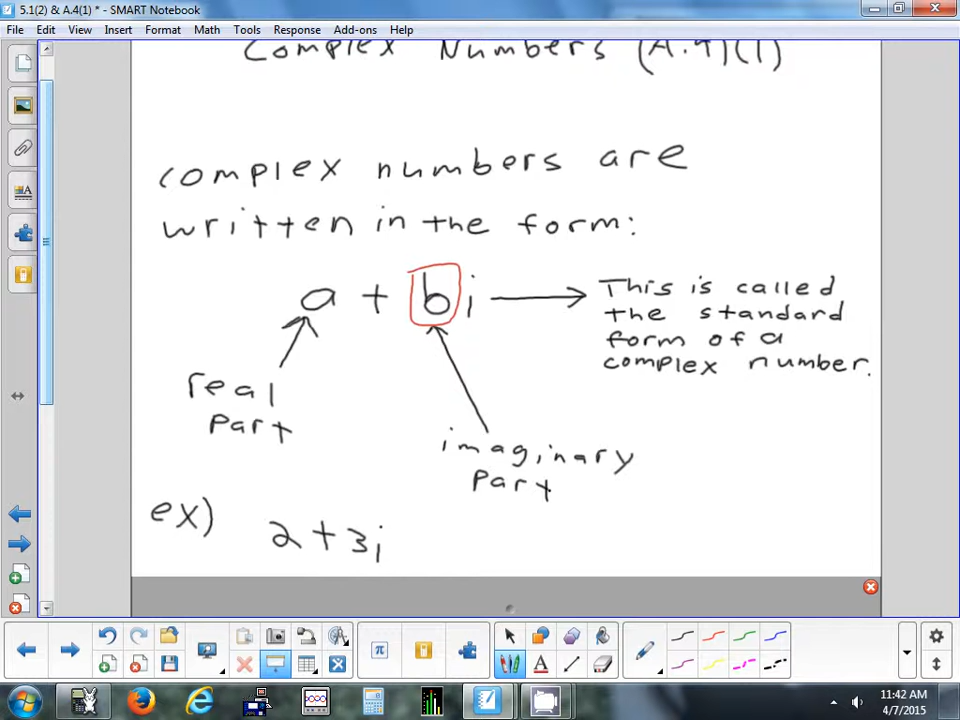 5.1(2) & A.4(1) * - SMART Notebook
File Edit View Insert Format Math Tools Response Add-ons Help
Complex Numbers (A.4)(1)
complex numbers are
written in the form:
a + bi
This is called
the standard
form of a
complex number.
real
part
imaginary
part
ex) 2 + 3i
11:42 AM
4/7/2015